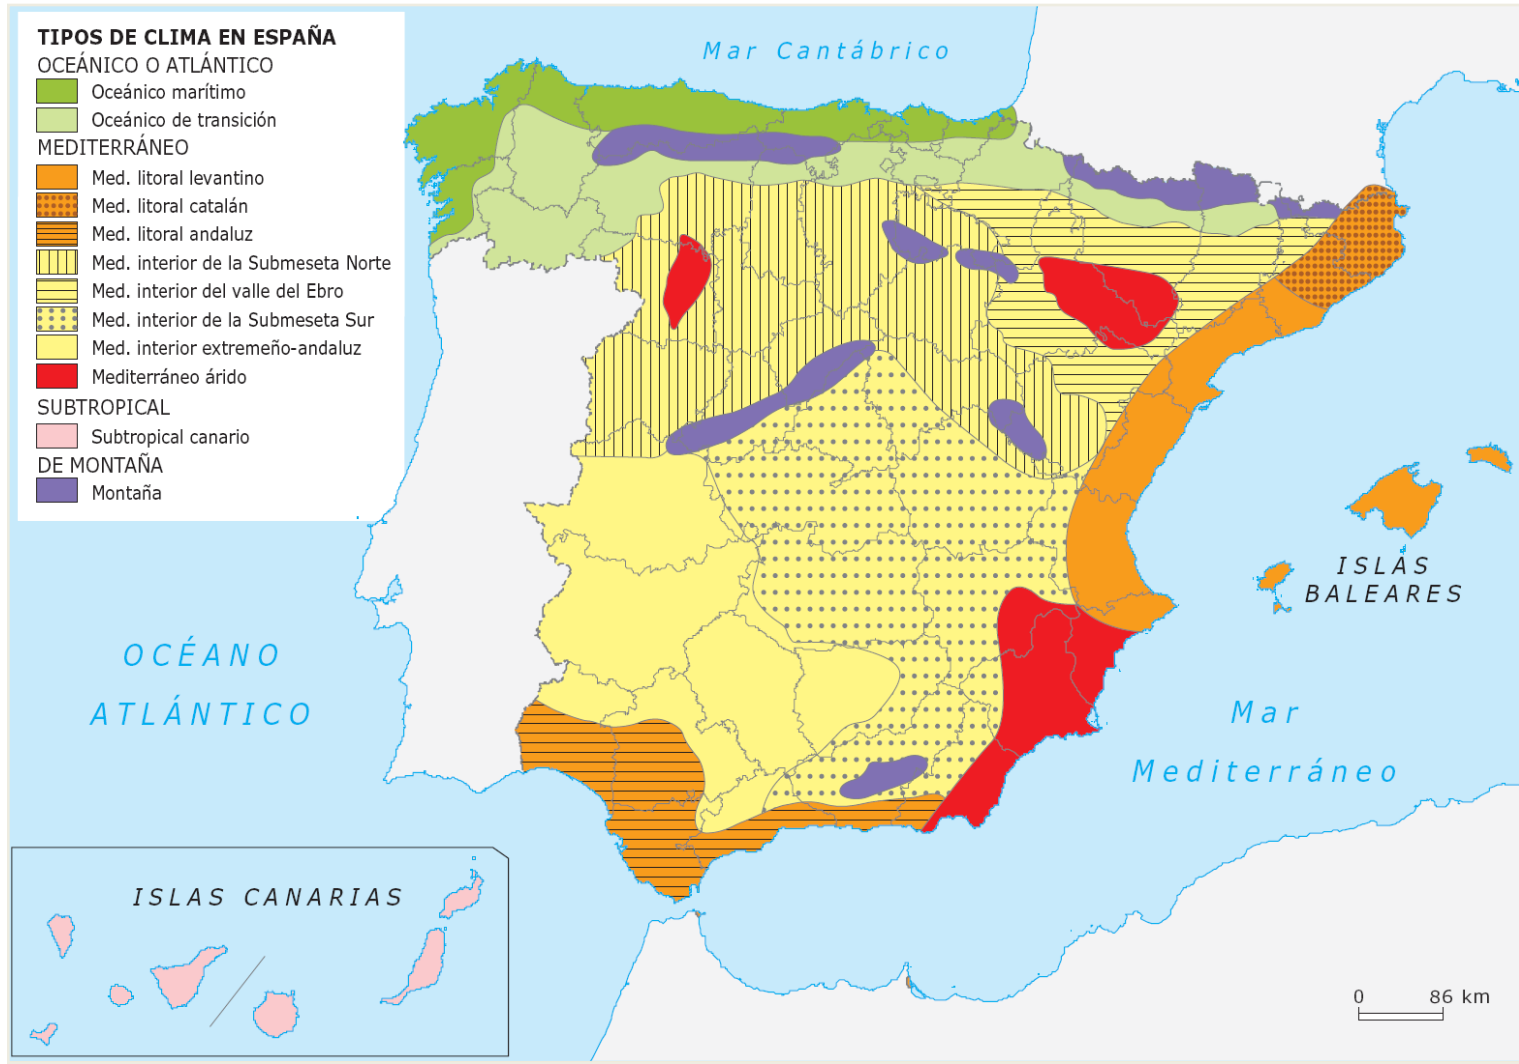 TIPOS DE CLIMA EN ESPAÑA
OCEÁNICO O ATLÁNTICO
Oceánico marítimo
Oceánico de transición
MEDITERRÁNEO
Med. litoral levantino
Med. litoral catalán
Med. litoral andaluz
Med. interior de la Submeseta Norte
Med. interior del valle del Ebro
Med. interior de la Submeseta Sur
Med. interior extremeño-andaluz
Mediterráneo árido
SUBTROPICAL
Subtropical canario
DE MONTAÑA
Montaña
Mar Cantábrico
ISLAS
BALEARES
OCÉANO
ATLÁNTICO
Mar
Mediterráneo
ISLAS CANARIAS
0 86 km